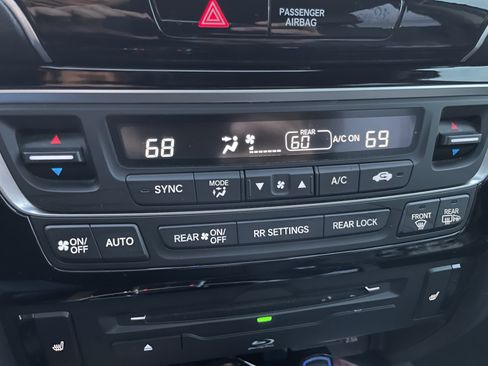 PASSENGER
AIRBAG
68 REAR 60 A/C ON 69
SYNC MODE A/C
ON/OFF AUTO REAR ON/OFF RR SETTINGS REAR LOCK FRONT REAR